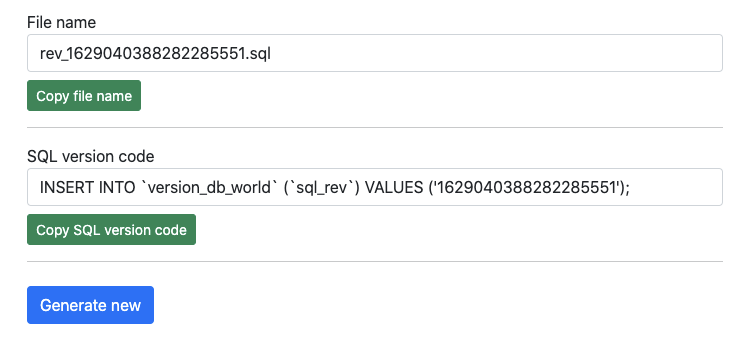 File name
rev_1629040388282285551.sql
Copy file name
SQL version code
INSERT INTO `version_db_world` (`sql_rev`) VALUES ('1629040388282285551');
Copy SQL version code
Generate new